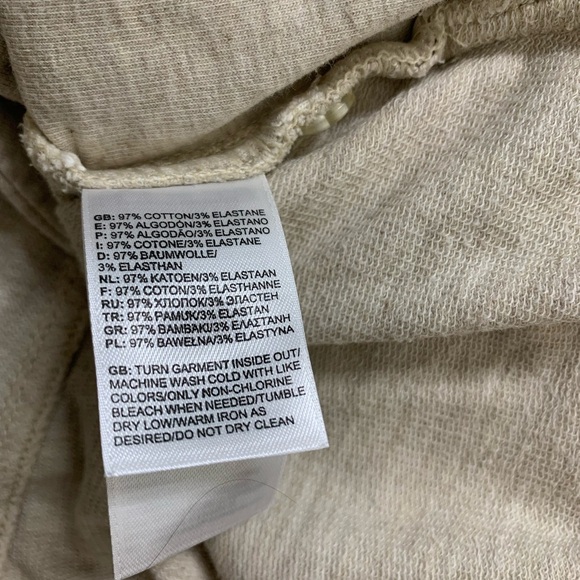 GB: 97% COTTON/3% ELASTANE
E: 97% ALGODÓN/3% ELASTANO
P: 97% ALGODÃO/3% ELASTANO
I: 97% COTONE/3% ELASTANE
D: 97% BAUMWOLLE/
3% ELASTHAN
NL: 97% KATOEN/3% ELASTAAN
F: 97% COTON/3% ELASTHANNE
RU: 97% ХЛОПОК/3% ЭЛАСТЕН
TR: 97% PAMUK/3% ELASTAN
GR: 97% ΒΑΜΒΑΚΙ/3% ΕΛΑΣΤΑΝΗ
PL: 97% BAWEŁNA/3% ELASTYNA
GB: TURN GARMENT INSIDE OUT/
MACHINE WASH COLD WITH LIKE
COLORS/ONLY NON-CHLORINE
BLEACH WHEN NEEDED/TUMBLE
DRY LOW/WARM IRON AS
DESIRED/DO NOT DRY CLEAN